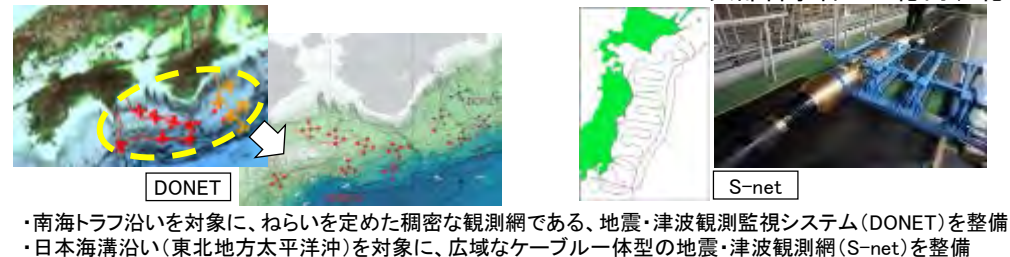 DONET
S-net
・南海トラフ沿いを対象に、ねらいを定めた稠密な観測網である、地震・津波観測監視システム(DONET)を整備
・日本海溝沿い(東北地方太平洋沖)を対象に、広域なケーブル一体型の地震・津波観測網(S-net)を整備